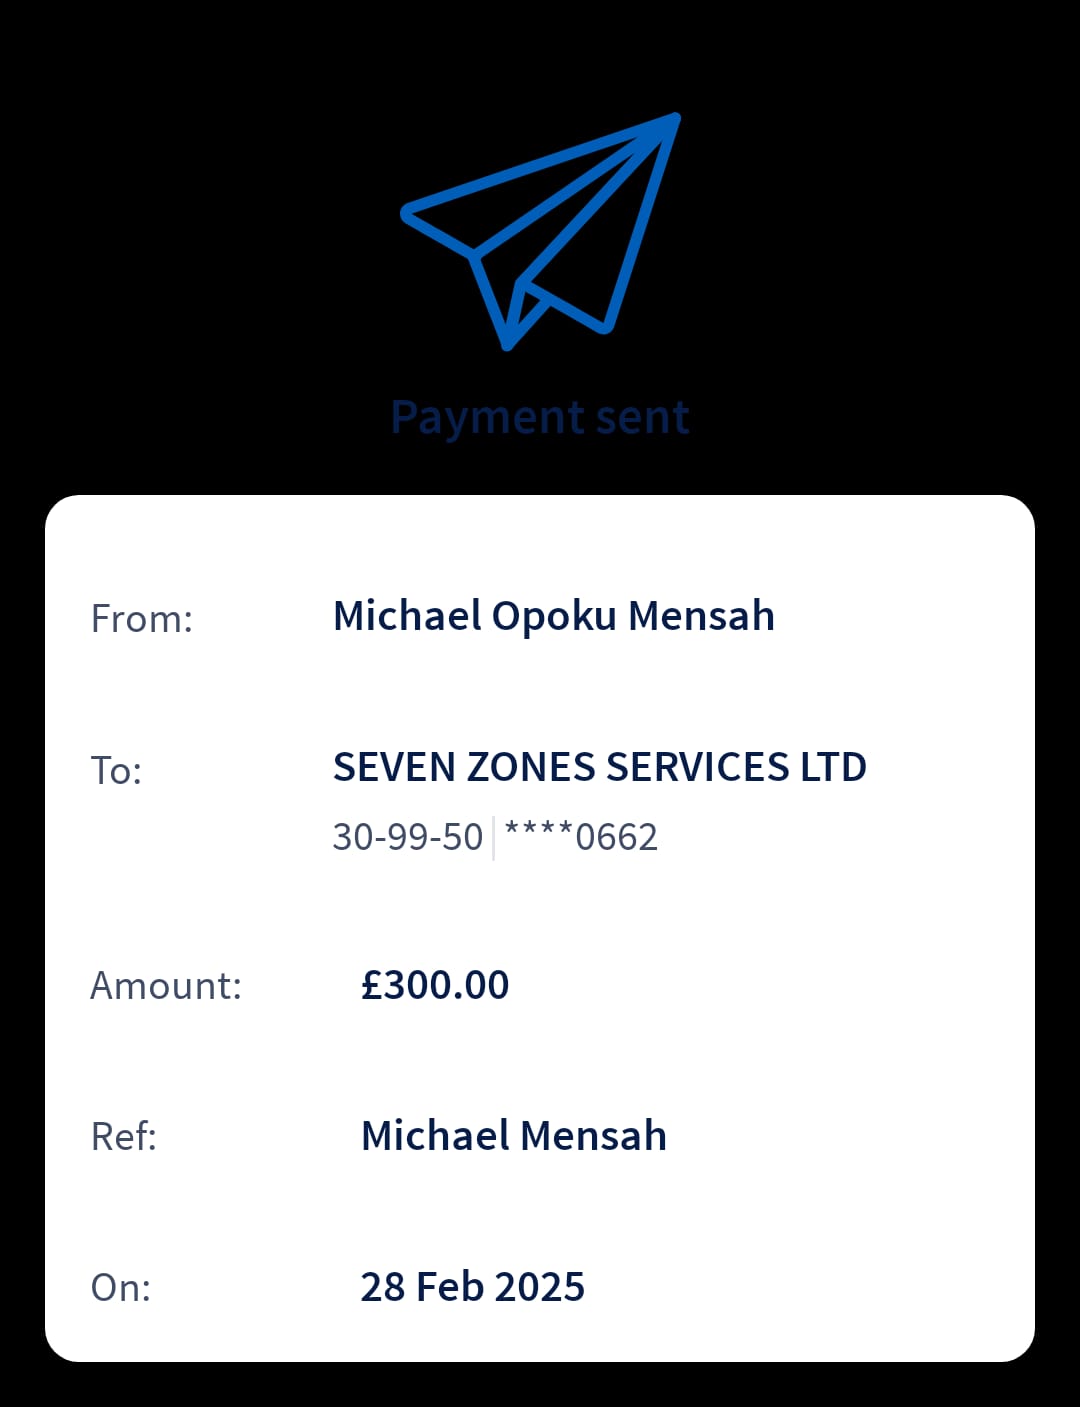 Payment sent
From: Michael Opoku Mensah
To: SEVEN ZONES SERVICES LTD
30-99-50 ****0662
Amount: £300.00
Ref: Michael Mensah
On: 28 Feb 2025